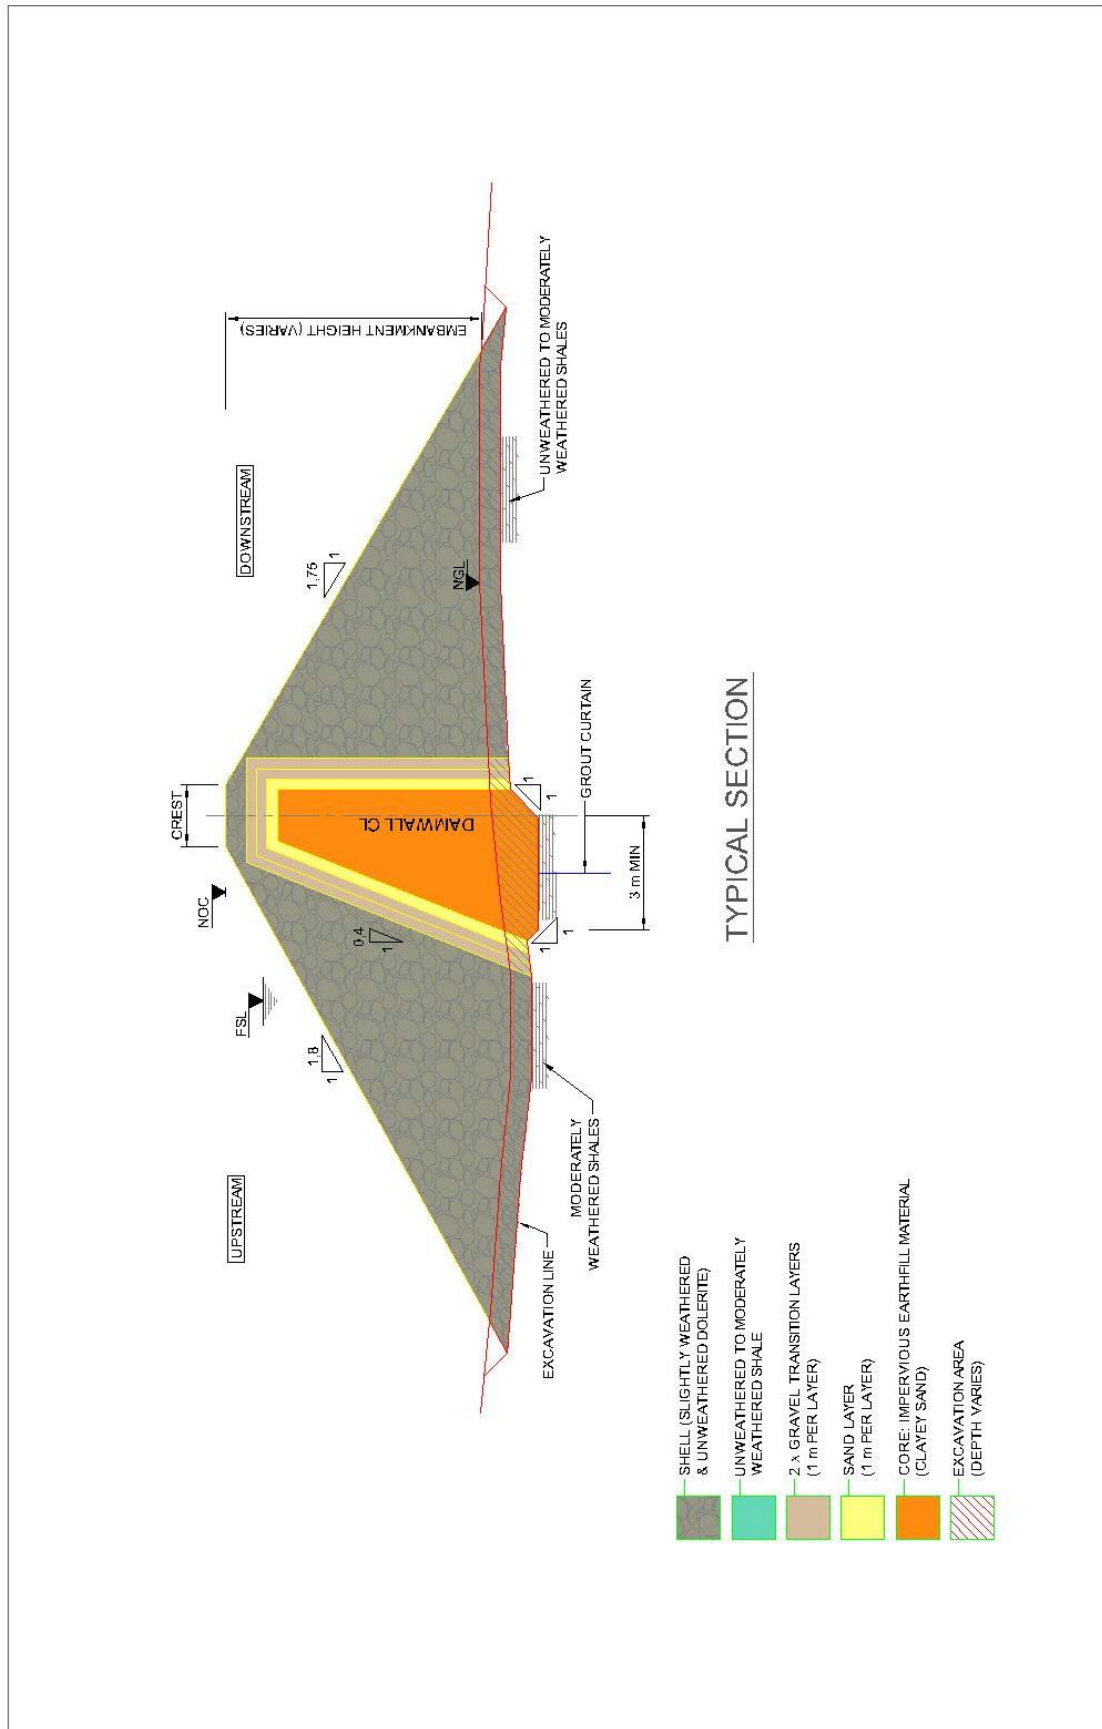 UPSTREAM
DOWNSTREAM
CREST
NOC
FSL
1,8
1
0,4
1
1,75
1
EMBANKMENT HEIGHT (VARIES)
DAMWALL CL
NGL
EXCAVATION LINE
MODERATELY
WEATHERED SHALES
1
1
1
1
3 m MIN
GROUT CURTAIN
UNWEATHERED TO MODERATELY
WEATHERED SHALES
TYPICAL SECTION
SHELL (SLIGHTLY WEATHERED
& UNWEATHERED DOLERITE)
UNWEATHERED TO MODERATELY
WEATHERED SHALE
2 x GRAVEL TRANSITION LAYERS
(1 m PER LAYER)
SAND LAYER
(1 m PER LAYER)
CORE: IMPERVIOUS EARTHFILL MATERIAL
(CLAYEY SAND)
EXCAVATION AREA
(DEPTH VARIES)